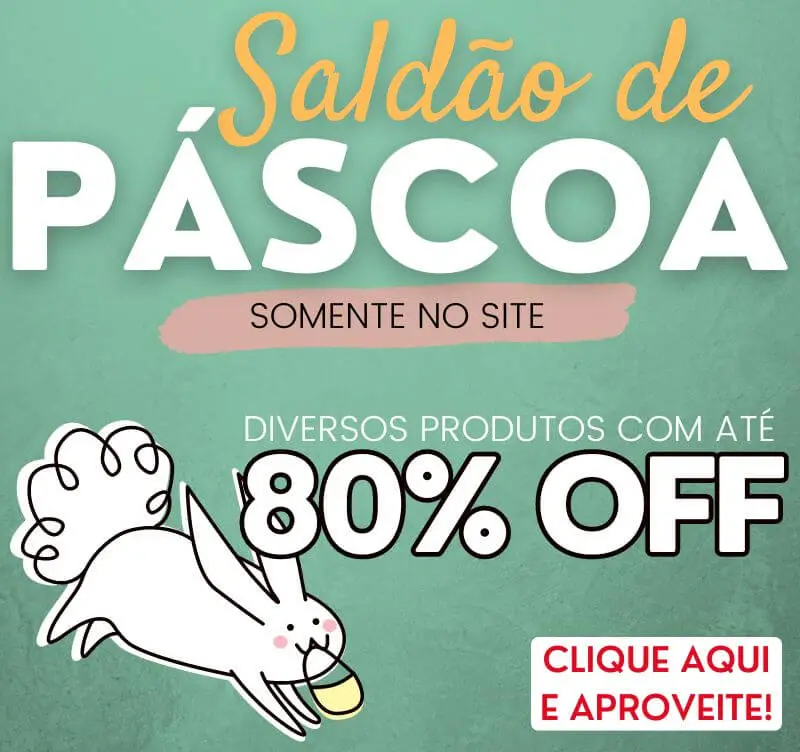 Saldão de
PÁSCOA
SOMENTE NO SITE
DIVERSOS PRODUTOS COM ATÉ
80% OFF
CLIQUE AQUI
E APROVEITE!